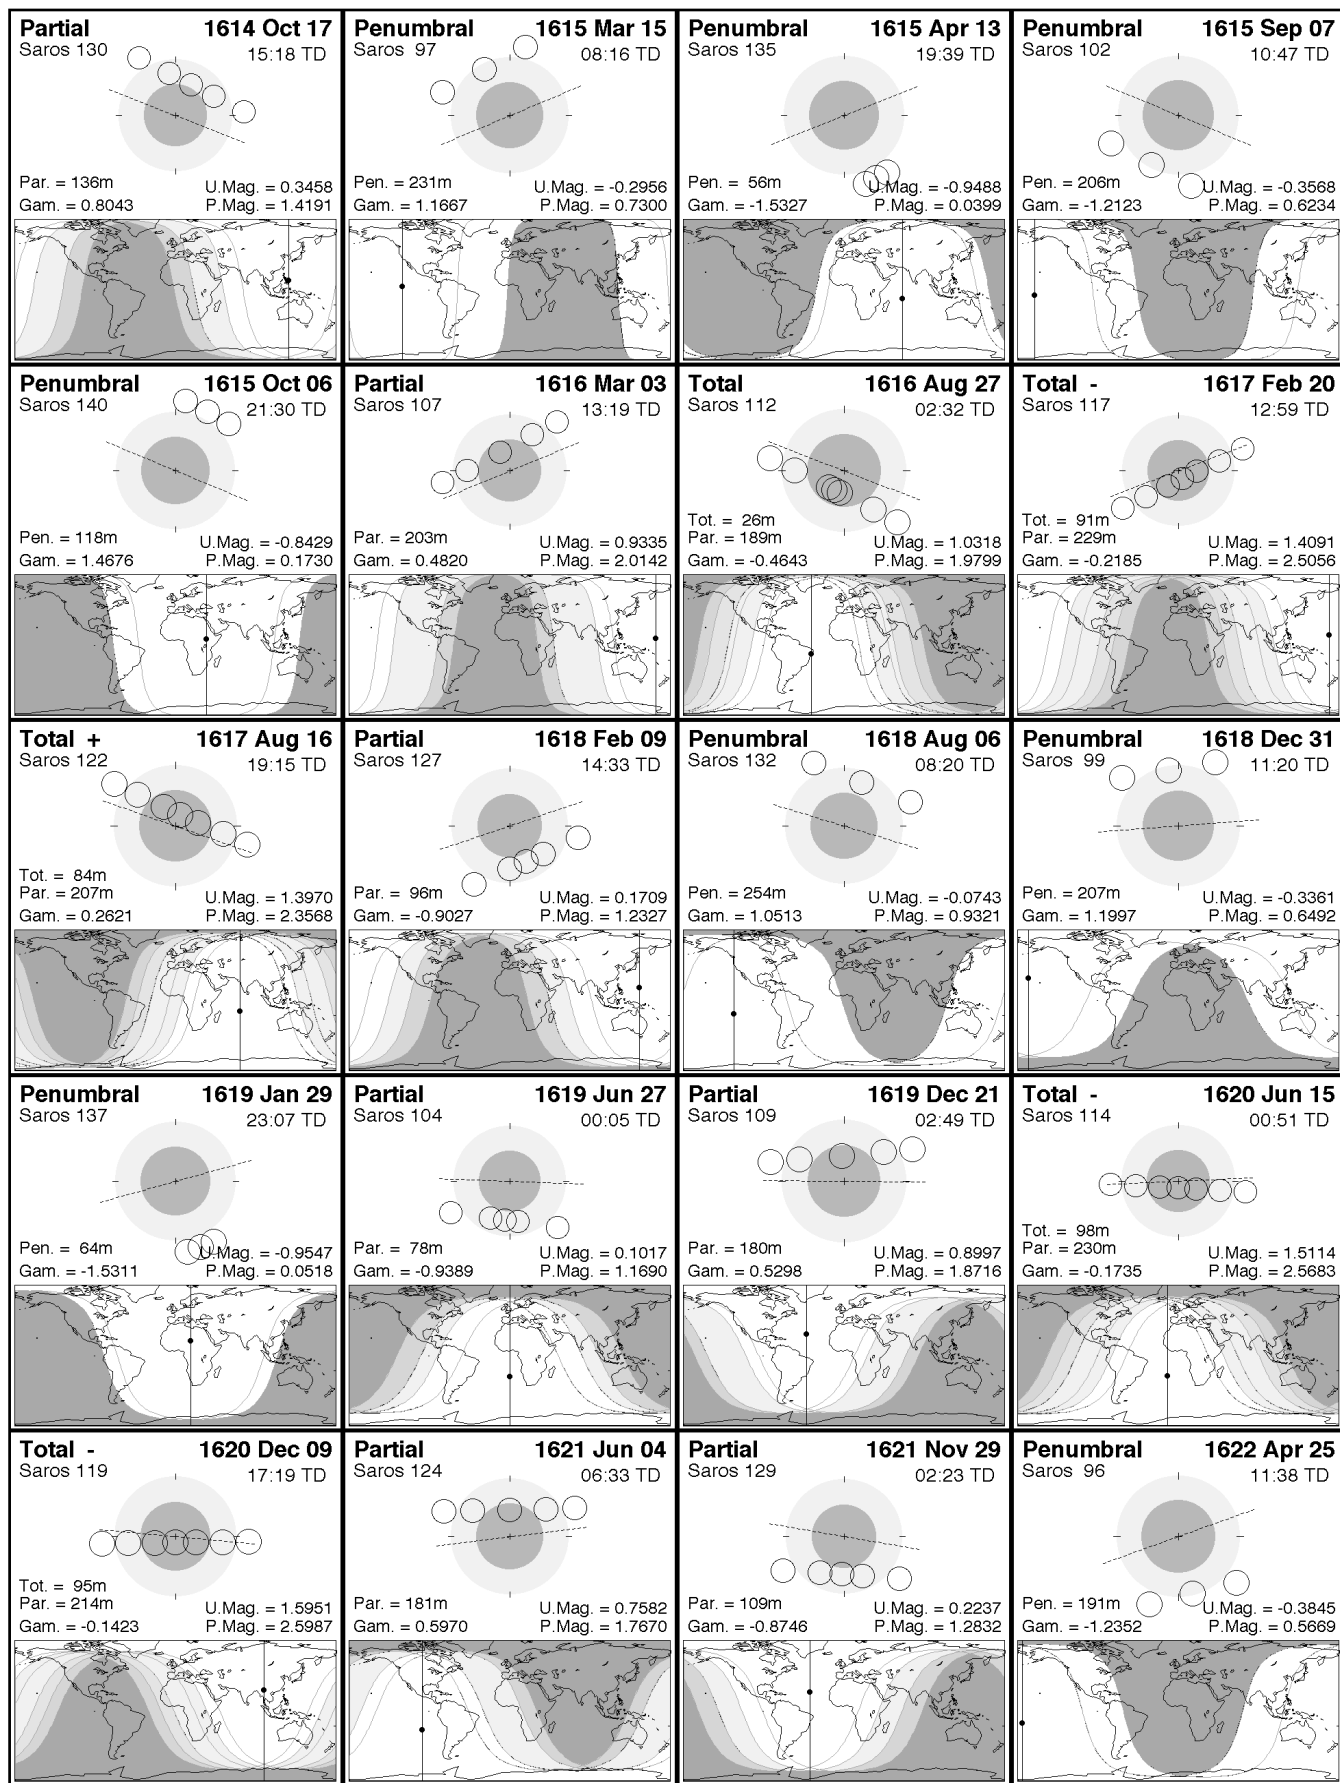 Partial 1614 Oct 17
Saros 130 15:18 TD
Par. = 136m U.Mag. = 0.3458
Gam. = 0.8043 P.Mag. = 1.4191
Penumbral 1615 Mar 15
Saros 97 08:16 TD
Pen. = 231m U.Mag. = -0.2956
Gam. = 1.1667 P.Mag. = 0.7300
Penumbral 1615 Apr 13
Saros 135 19:39 TD
Pen. = 56m U.Mag. = -0.9488
Gam. = -1.5327 P.Mag. = 0.0399
Penumbral 1615 Sep 07
Saros 102 10:47 TD
Pen. = 206m U.Mag. = -0.3568
Gam. = -1.2123 P.Mag. = 0.6234
Penumbral 1615 Oct 06
Saros 140 21:30 TD
Pen. = 118m U.Mag. = -0.8429
Gam. = 1.4676 P.Mag. = 0.1730
Partial 1616 Mar 03
Saros 107 13:19 TD
Par. = 203m U.Mag. = 0.9335
Gam. = 0.4820 P.Mag. = 2.0142
Total 1616 Aug 27
Saros 112 02:32 TD
Tot. = 26m
Par. = 189m U.Mag. = 1.0318
Gam. = -0.4643 P.Mag. = 1.9799
Total - 1617 Feb 20
Saros 117 12:59 TD
Tot. = 91m
Par. = 229m U.Mag. = 1.4091
Gam. = -0.2185 P.Mag. = 2.5056
Total + 1617 Aug 16
Saros 122 19:15 TD
Tot. = 84m
Par. = 207m U.Mag. = 1.3970
Gam. = 0.2621 P.Mag. = 2.3568
Partial 1618 Feb 09
Saros 127 14:33 TD
Par. = 96m U.Mag. = 0.1709
Gam. = -0.9027 P.Mag. = 1.2327
Penumbral 1618 Aug 06
Saros 132 08:20 TD
Pen. = 254m U.Mag. = -0.0743
Gam. = 1.0513 P.Mag. = 0.9321
Penumbral 1618 Dec 31
Saros 99 11:20 TD
Pen. = 207m U.Mag. = -0.3361
Gam. = 1.1997 P.Mag. = 0.6492
Penumbral 1619 Jan 29
Saros 137 23:07 TD
Pen. = 64m U.Mag. = -0.9547
Gam. = -1.5311 P.Mag. = 0.0518
Partial 1619 Jun 27
Saros 104 00:05 TD
Par. = 78m U.Mag. = 0.1017
Gam. = -0.9389 P.Mag. = 1.1690
Partial 1619 Dec 21
Saros 109 02:49 TD
Par. = 180m U.Mag. = 0.8997
Gam. = 0.5298 P.Mag. = 1.8716
Total - 1620 Jun 15
Saros 114 00:51 TD
Tot. = 98m
Par. = 230m U.Mag. = 1.5114
Gam. = -0.1735 P.Mag. = 2.5683
Total - 1620 Dec 09
Saros 119 17:19 TD
Tot. = 95m
Par. = 214m U.Mag. = 1.5951
Gam. = -0.1423 P.Mag. = 2.5987
Partial 1621 Jun 04
Saros 124 06:33 TD
Par. = 181m U.Mag. = 0.7582
Gam. = 0.5970 P.Mag. = 1.7670
Partial 1621 Nov 29
Saros 129 02:23 TD
Par. = 109m U.Mag. = 0.2237
Gam. = -0.8746 P.Mag. = 1.2832
Penumbral 1622 Apr 25
Saros 96 11:38 TD
Pen. = 191m U.Mag. = -0.3845
Gam. = -1.2352 P.Mag. = 0.5669